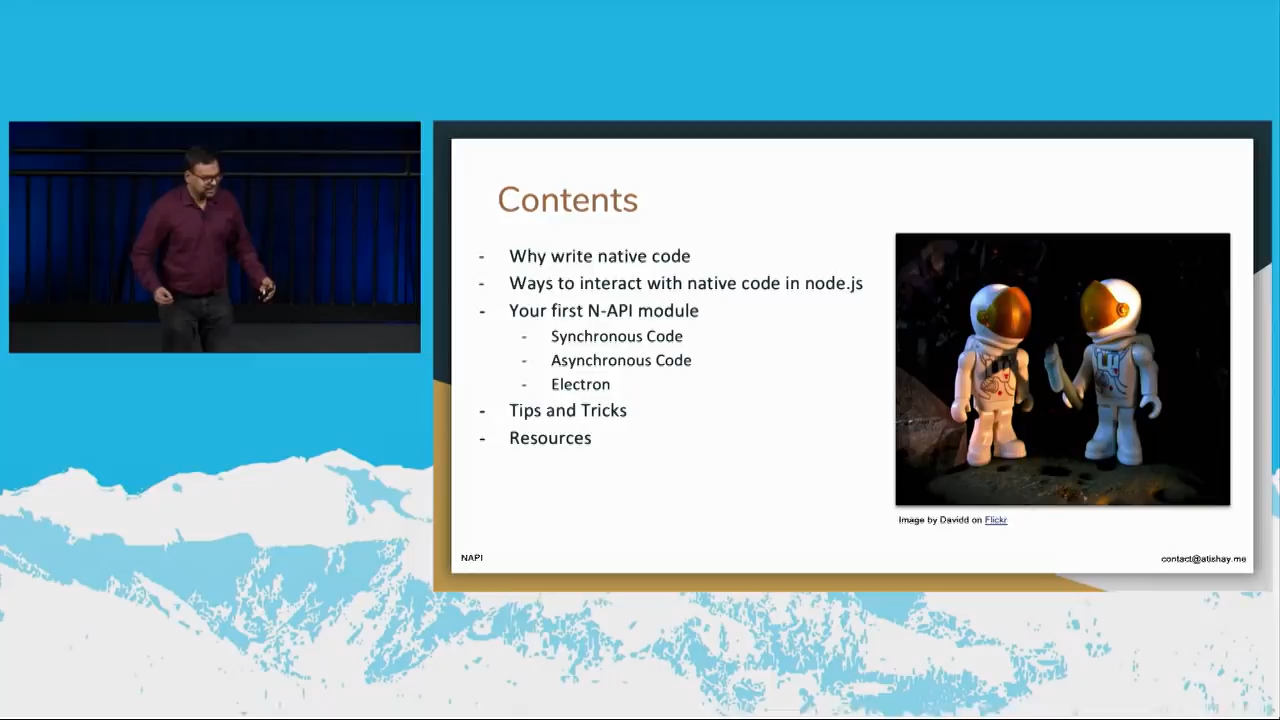 Contents
- Why write native code
- Ways to interact with native code in node.js
- Your first N-API module
- Synchronous Code
- Asynchronous Code
- Electron
- Tips and Tricks
- Resources
Image by Davidd on Flickr
NAPI
contact@atishay.me